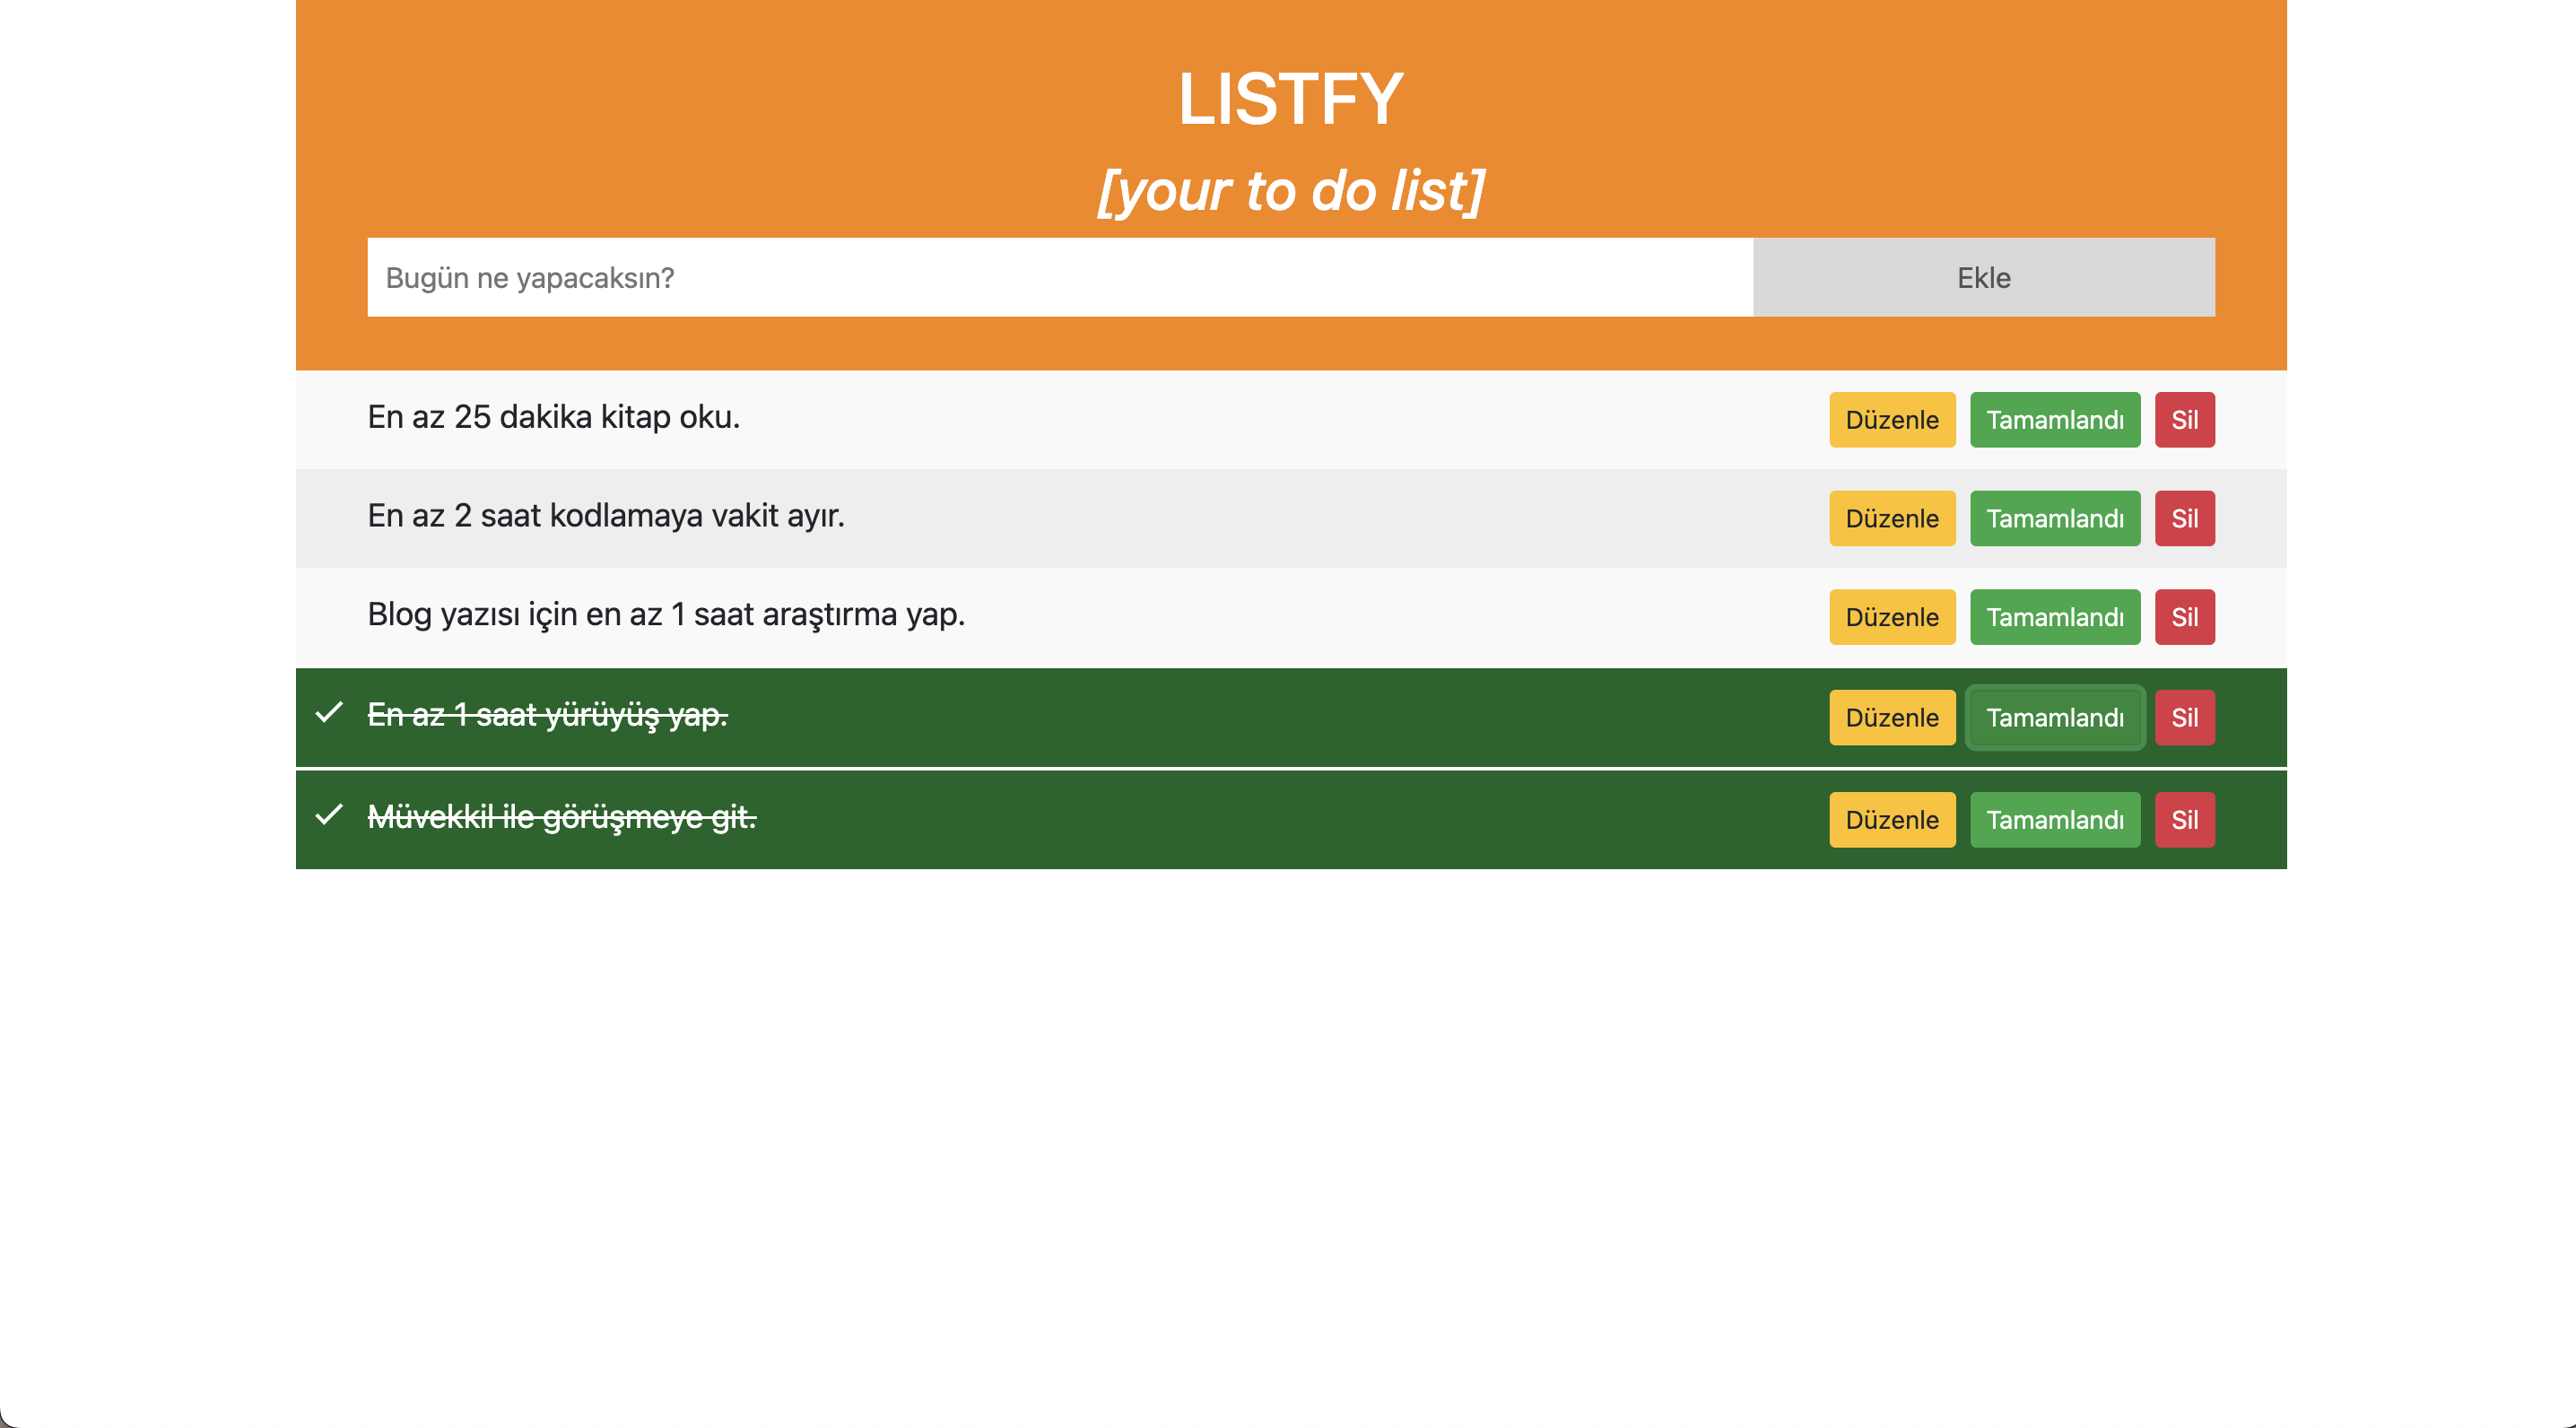 LISTFY
[your to do list]
Bugün ne yapacaksın?
Ekle
En az 25 dakika kitap oku.
Düzenle Tamamlandı Sil
En az 2 saat kodlamaya vakit ayır.
Düzenle Tamamlandı Sil
Blog yazısı için en az 1 saat araştırma yap.
Düzenle Tamamlandı Sil
En az 1 saat yürüyüş yap.
Düzenle Tamamlandı Sil
Müvekkil ile görüşmeye git.
Düzenle Tamamlandı Sil